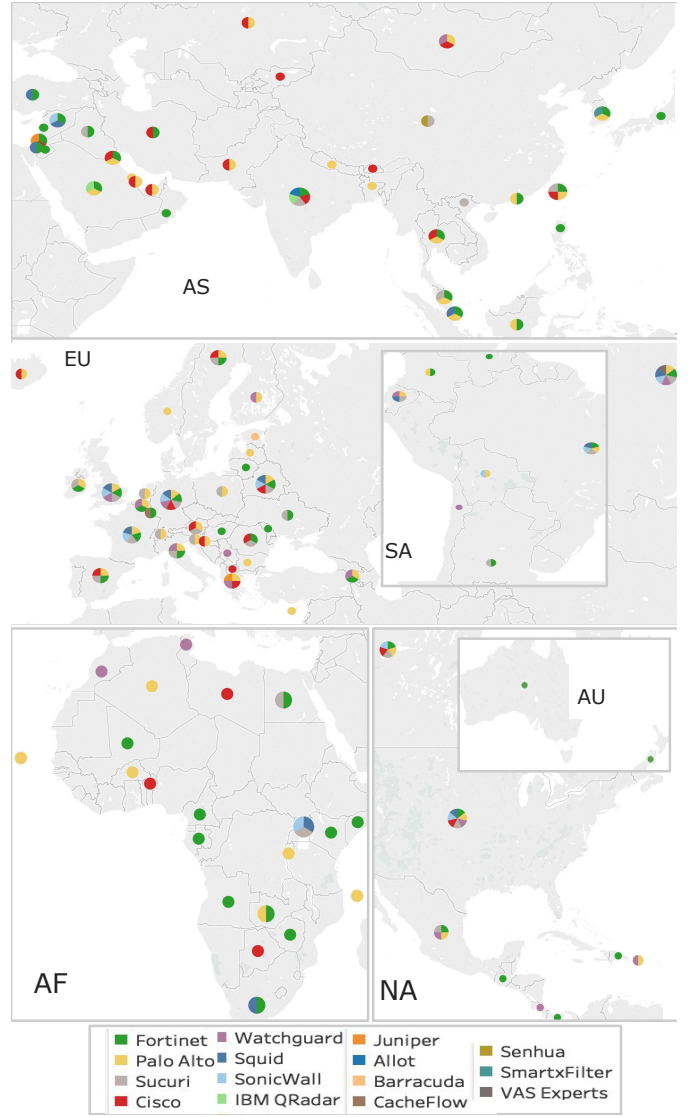 AS
EU
SA
AU
AF
NA
Fortinet
Palo Alto
Sucuri
Cisco
Watchguard
Squid
SonicWall
IBM QRadar
Juniper
Allot
Barracuda
CacheFlow
Senhua
SmartxFilter
VAS Experts